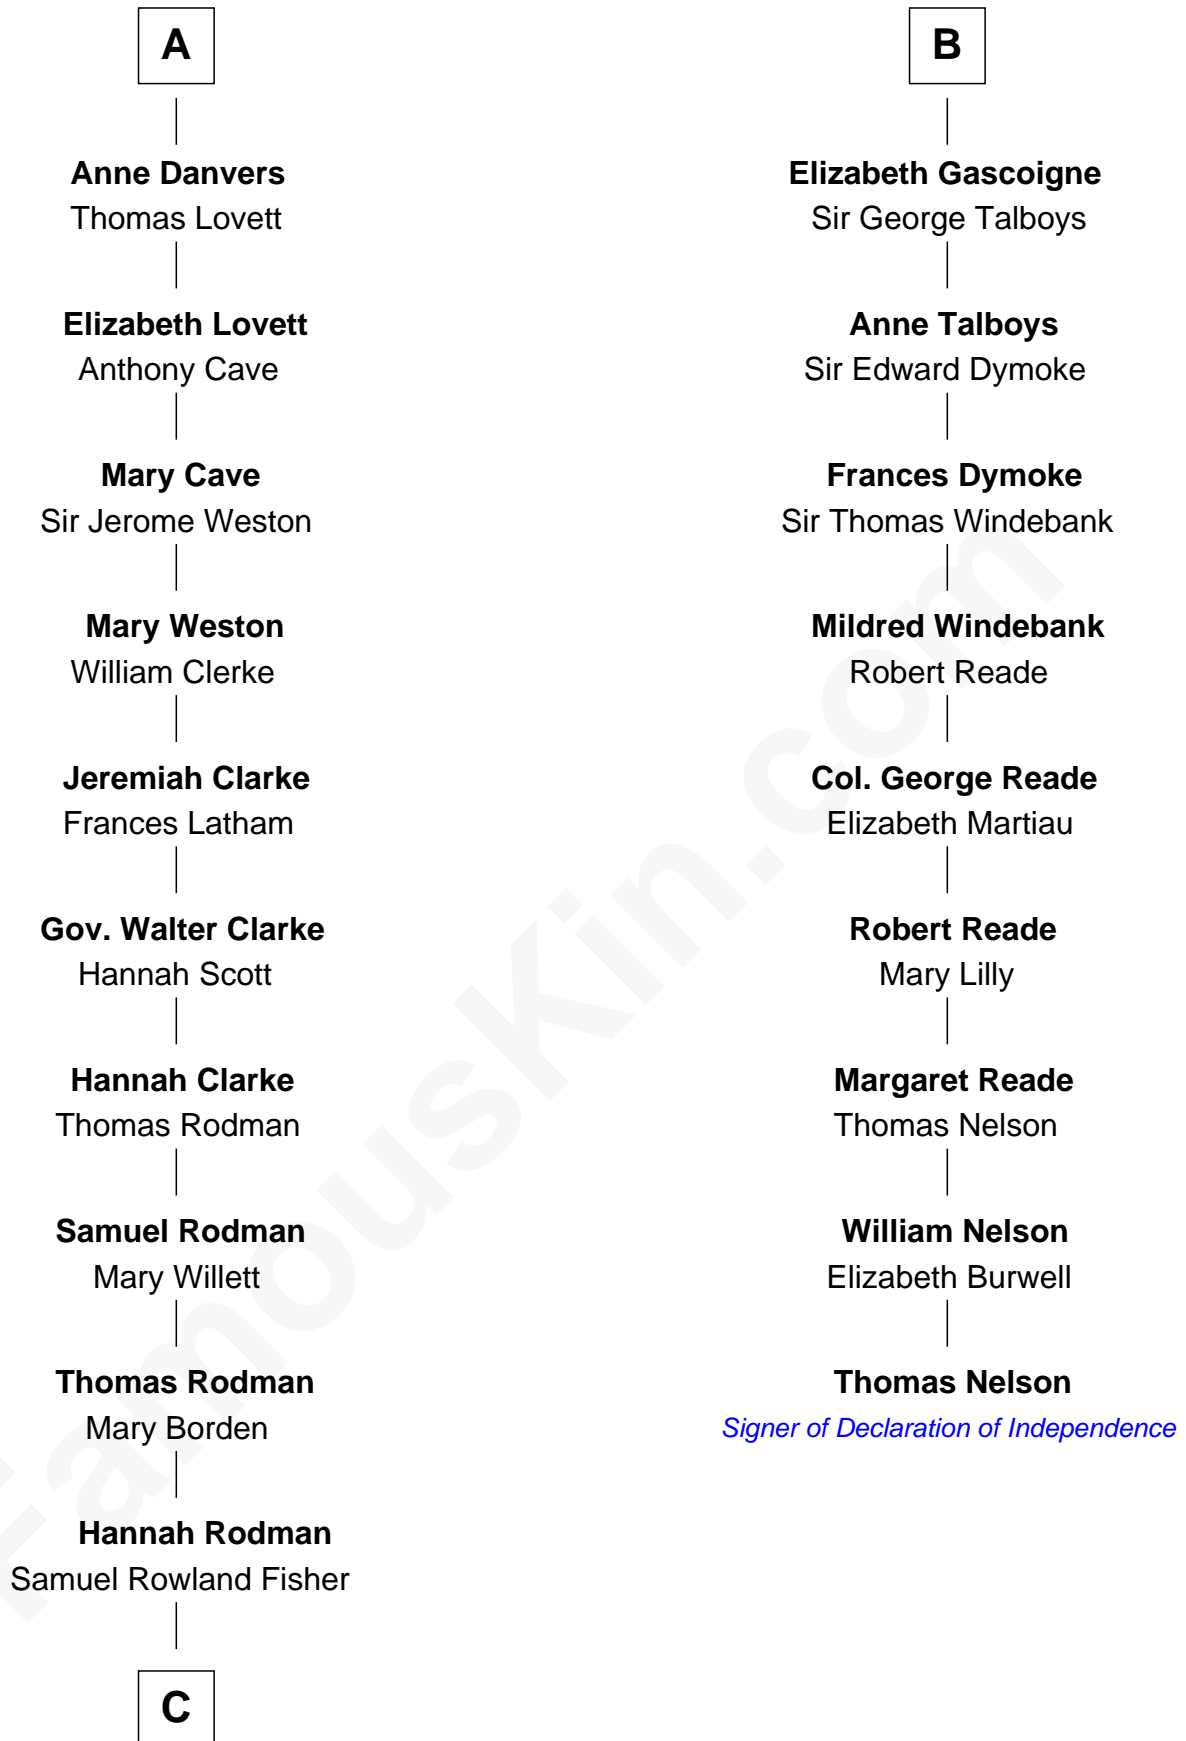 A
Anne Danvers
Thomas Lovett
Elizabeth Lovett
Anthony Cave
Mary Cave
Sir Jerome Weston
Mary Weston
William Clerke
Jeremiah Clarke
Frances Latham
Gov. Walter Clarke
Hannah Scott
Hannah Clarke
Thomas Rodman
Samuel Rodman
Mary Willett
Thomas Rodman
Mary Borden
Hannah Rodman
Samuel Rowland Fisher
C
B
Elizabeth Gascoigne
Sir George Talboys
Anne Talboys
Sir Edward Dymoke
Frances Dymoke
Sir Thomas Windebank
Mildred Windebank
Robert Reade
Col. George Reade
Elizabeth Martiau
Robert Reade
Mary Lilly
Margaret Reade
Thomas Nelson
William Nelson
Elizabeth Burwell
Thomas Nelson
Signer of Declaration of Independence
FamousKin.com